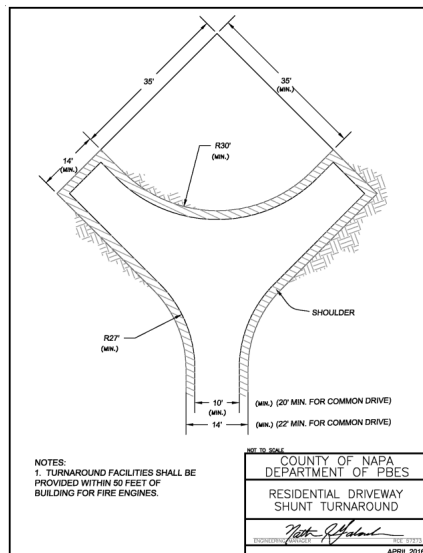 35'
35'
(MIN.)
14'
(MIN.)
R30'
(MIN.)
SHOULDER
R27'
(MIN.)
10'
(MIN.)
(MIN.) (20' MIN. FOR COMMON DRIVE)
14'
(MIN.) (22' MIN. FOR COMMON DRIVE)
NOTES:
1. TURNAROUND FACILITIES SHALL BE
PROVIDED WITHIN 50 FEET OF
BUILDING FOR FIRE ENGINES.
NOT TO SCALE
COUNTY OF NAPA
DEPARTMENT OF PBES
RESIDENTIAL DRIVEWAY
SHUNT TURNAROUND
ENGINEERING MANAGER
APRIL 2016